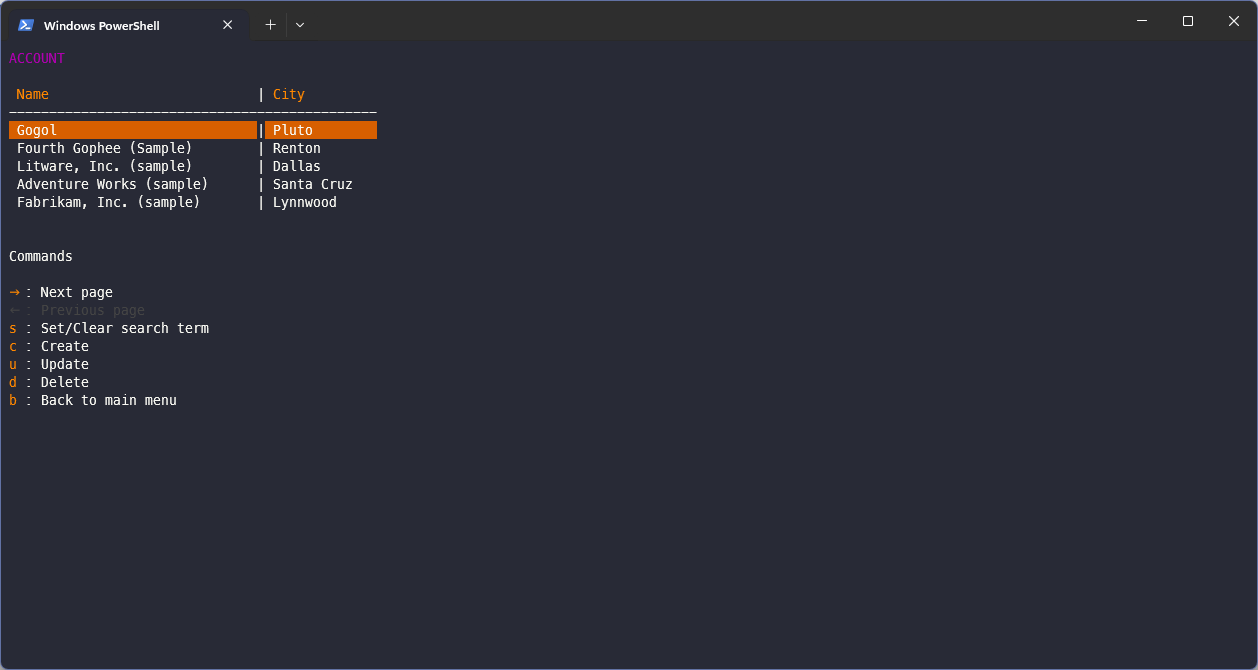 Windows PowerShell
ACCOUNT
Name | City
Gogol | Pluto
Fourth Gophee (Sample) | Renton
Litware, Inc. (sample) | Dallas
Adventure Works (sample) | Santa Cruz
Fabrikam, Inc. (sample) | Lynnwood
Commands
→ : Next page
← : Previous page
s : Set/Clear search term
c : Create
u : Update
d : Delete
b : Back to main menu